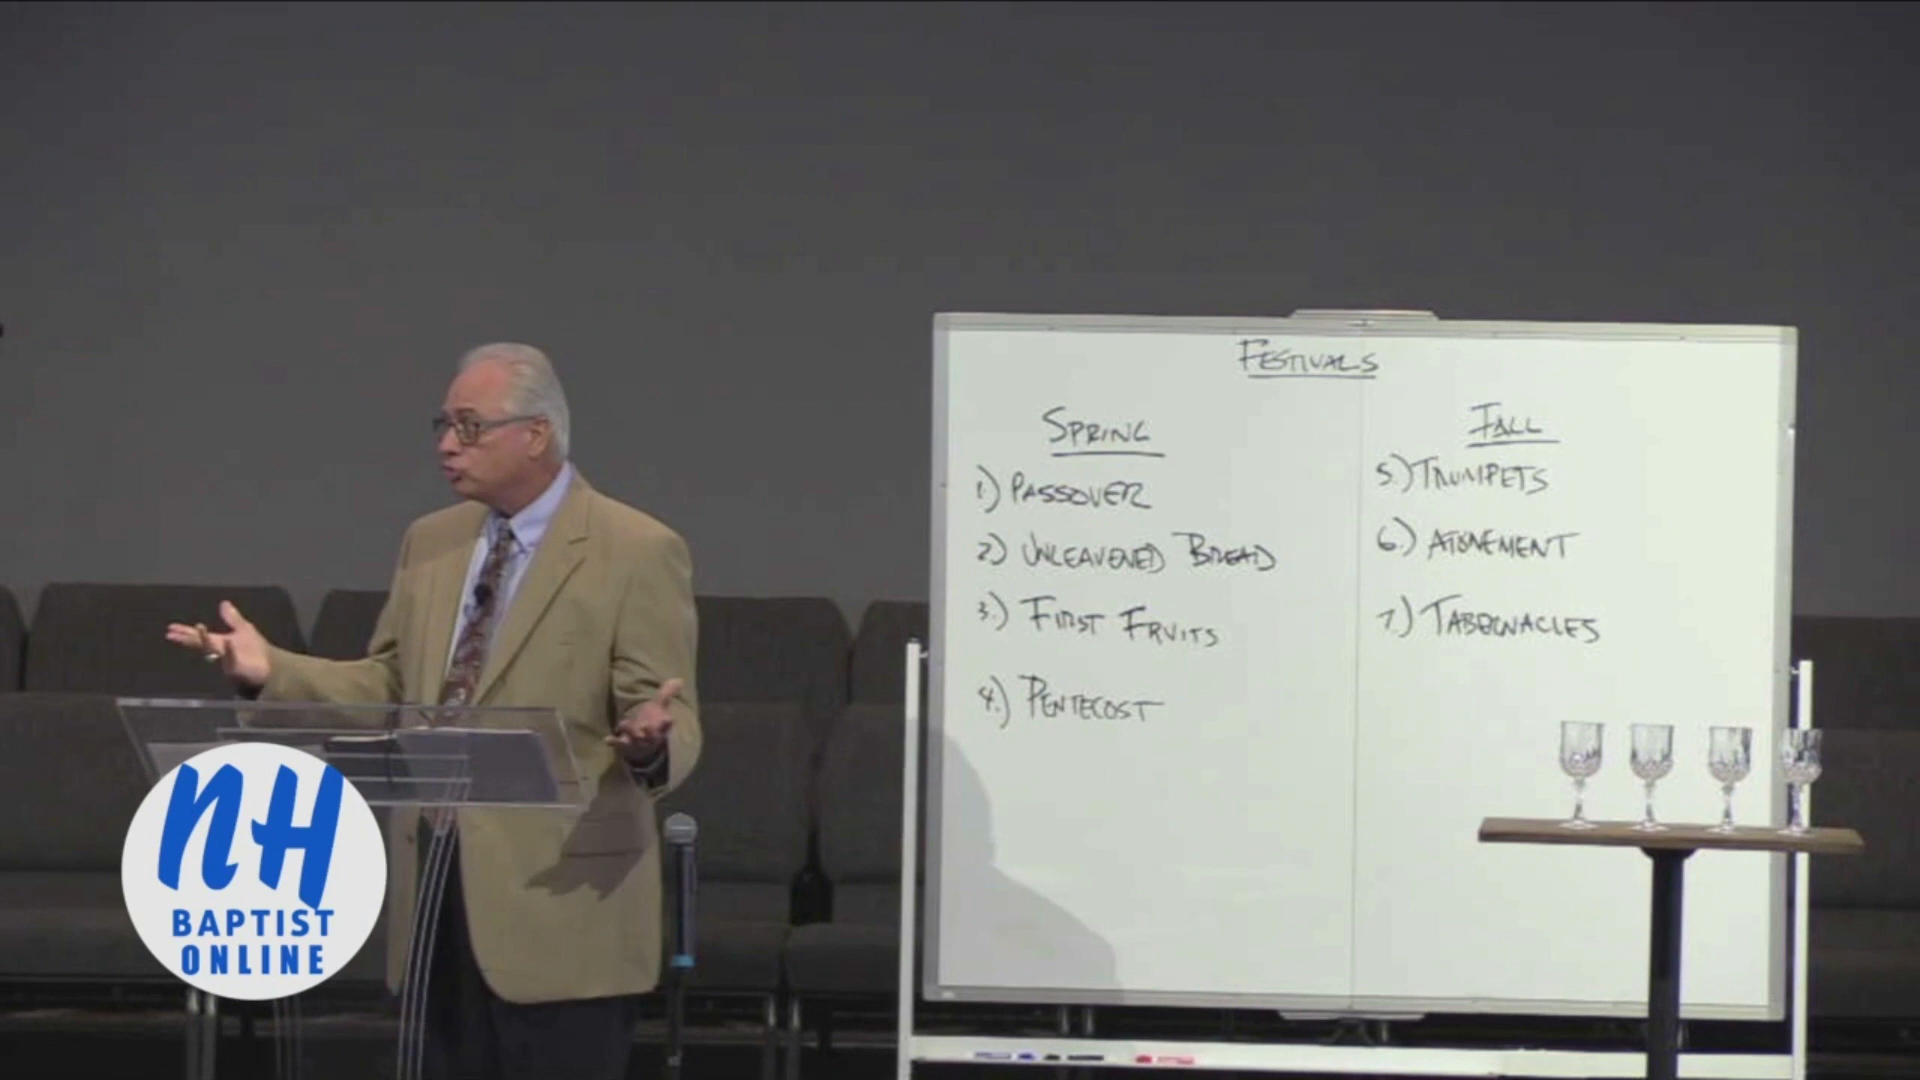 FESTIVALS
SPRING
1.) PASSOVER
2) UNLEAVENED BREAD
3.) FIRST FRUITS
4.) PENTECOST
FALL
5.) TRUMPETS
6.) ATONEMENT
7.) TABERNACLES
NH
BAPTIST
ONLINE